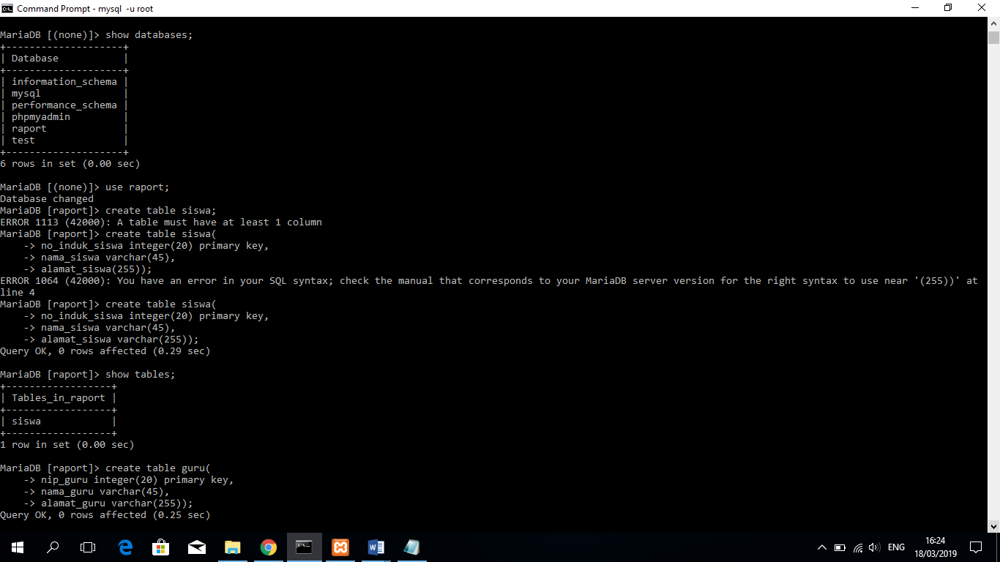 Command Prompt - mysql  -u root
MariaDB [(none)]> show databases;
+--------------------+
| Database           |
+--------------------+
| information_schema |
| mysql              |
| performance_schema |
| phpmyadmin         |
| raport             |
| test               |
+--------------------+
6 rows in set (0.00 sec)
MariaDB [(none)]> use raport;
Database changed
MariaDB [raport]> create table siswa;
ERROR 1113 (42000): A table must have at least 1 column
MariaDB [raport]> create table siswa(
    -> no_induk_siswa integer(20) primary key,
    -> nama_siswa varchar(45),
    -> alamat_siswa(255));
ERROR 1064 (42000): You have an error in your SQL syntax; check the manual that corresponds to your MariaDB server version for the right syntax to use near '(255))' at
line 4
MariaDB [raport]> create table siswa(
    -> no_induk_siswa integer(20) primary key,
    -> nama_siswa varchar(45),
    -> alamat_siswa varchar(255));
Query OK, 0 rows affected (0.29 sec)
MariaDB [raport]> show tables;
+------------------+
| Tables_in_raport |
+------------------+
| siswa            |
+------------------+
1 row in set (0.00 sec)
MariaDB [raport]> create table guru(
    -> nip_guru integer(20) primary key,
    -> nama_guru varchar(45),
    -> alamat_guru varchar(255));
Query OK, 0 rows affected (0.25 sec)
ENG
16:24
18/03/2019